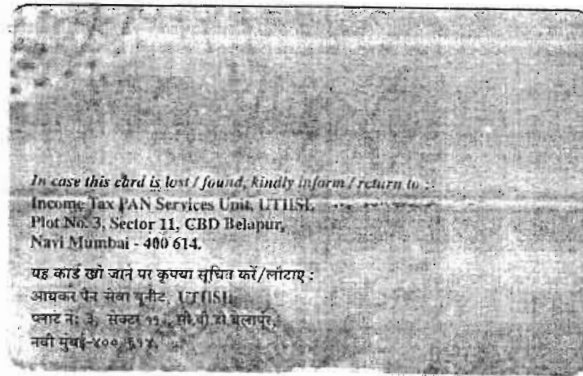 In case this card is lost / found, kindly inform / return to :
Income Tax PAN Services Unit, UTIISL
Plot No. 3, Sector 11, CBD Belapur,
Navi Mumbai - 400 614.
यह कार्ड खो जाने पर कृपया सूचित करें/लौटाए :
आयकर पैन सेवा यूनीट, UTIISL
प्लाट नं: ३, सेक्टर ११, सी.बी.डी.बेलापूर,
नवी मुंबई-४०० ६१४.